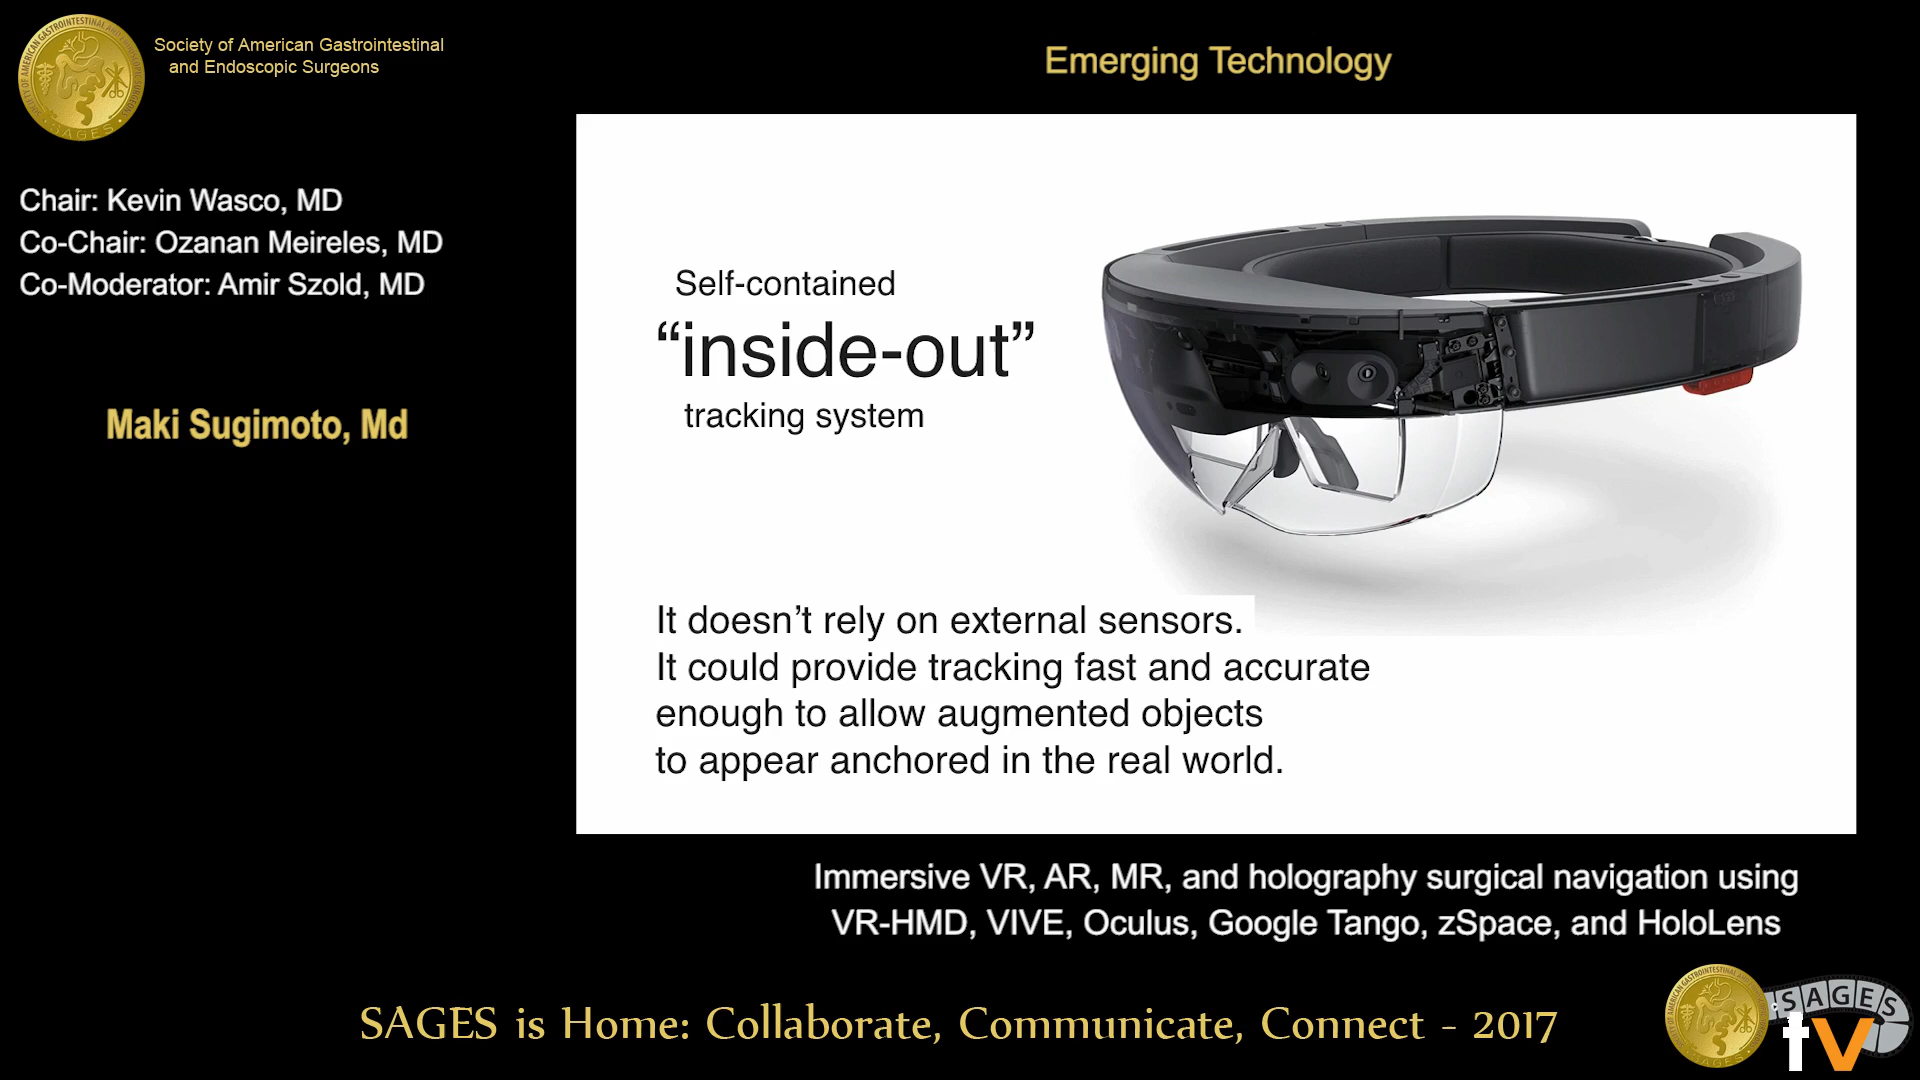 Society of American Gastrointestinal
and Endoscopic Surgeons
Emerging Technology
Chair: Kevin Wasco, MD
Co-Chair: Ozanan Meireles, MD
Co-Moderator: Amir Szold, MD
Maki Sugimoto, Md
Self-contained
“inside-out”
tracking system
It doesn’t rely on external sensors.
It could provide tracking fast and accurate
enough to allow augmented objects
to appear anchored in the real world.
Immersive VR, AR, MR, and holography surgical navigation using
VR-HMD, VIVE, Oculus, Google Tango, zSpace, and HoloLens
SAGES is Home: Collaborate, Communicate, Connect - 2017
SAGES
tV